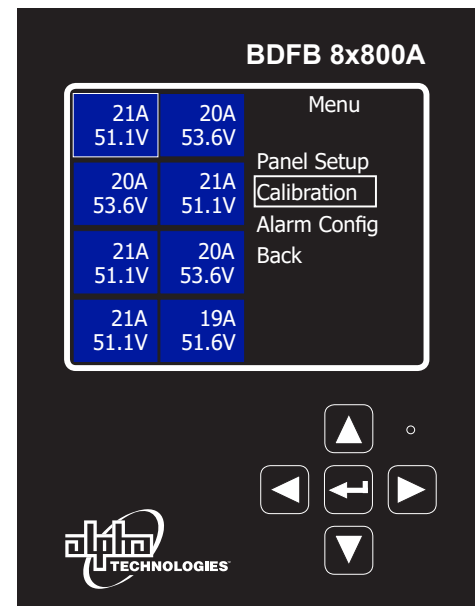 BDFB 8x800A
21A 20A Menu
51.1V 53.6V
Panel Setup
20A 21A Calibration
53.6V 51.1V
Alarm Config
21A 20A Back
51.1V 53.6V
21A 19A
51.1V 51.6V
alpha
TECHNOLOGIES